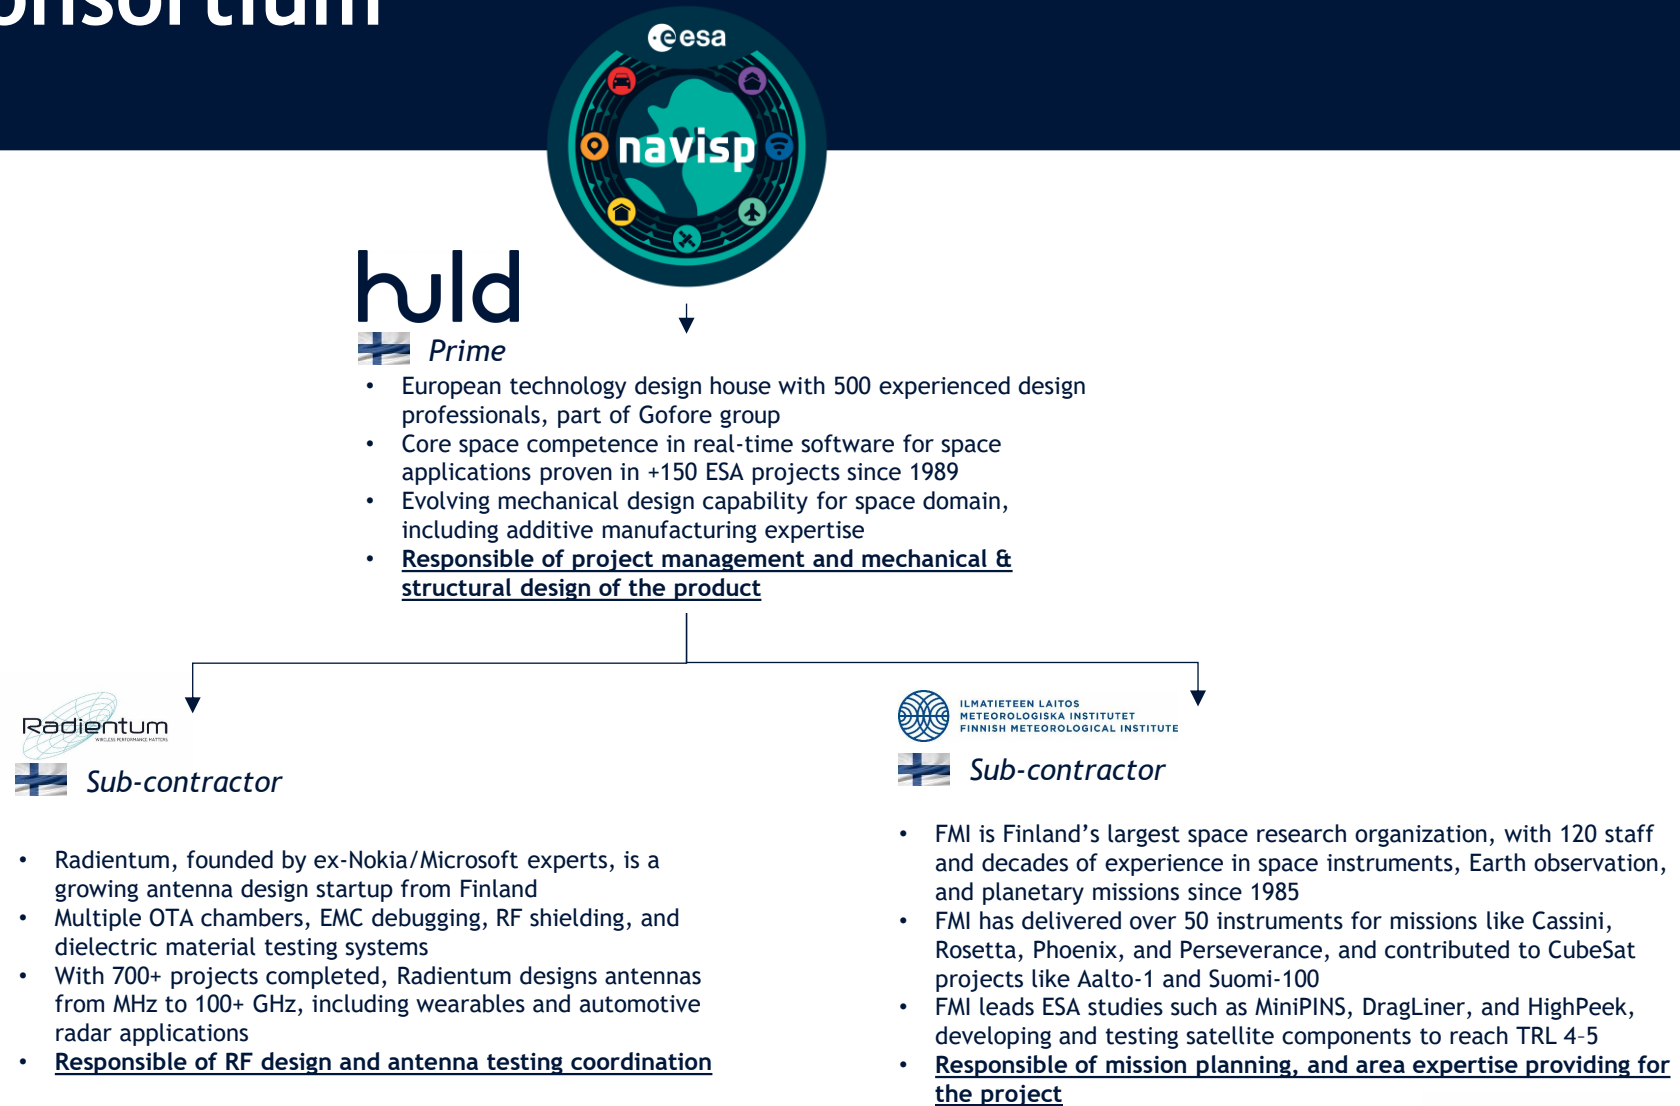 onsortium
esa
navisp
huld
Prime
• European technology design house with 500 experienced design
professionals, part of Gofore group
• Core space competence in real-time software for space
applications proven in +150 ESA projects since 1989
• Evolving mechanical design capability for space domain,
including additive manufacturing expertise
• Responsible of project management and mechanical &
structural design of the product
Radientum
WIRELESS PERFORMANCE MATTERS
Sub-contractor
• Radientum, founded by ex-Nokia/Microsoft experts, is a
growing antenna design startup from Finland
• Multiple OTA chambers, EMC debugging, RF shielding, and
dielectric material testing systems
• With 700+ projects completed, Radientum designs antennas
from MHz to 100+ GHz, including wearables and automotive
radar applications
• Responsible of RF design and antenna testing coordination
ILMATIETEEN LAITOS
METEOROLOGISKA INSTITUTET
FINNISH METEOROLOGICAL INSTITUTE
Sub-contractor
• FMI is Finland’s largest space research organization, with 120 staff
and decades of experience in space instruments, Earth observation,
and planetary missions since 1985
• FMI has delivered over 50 instruments for missions like Cassini,
Rosetta, Phoenix, and Perseverance, and contributed to CubeSat
projects like Aalto-1 and Suomi-100
• FMI leads ESA studies such as MiniPINS, DragLiner, and HighPeek,
developing and testing satellite components to reach TRL 4–5
• Responsible of mission planning, and area expertise providing for
the project